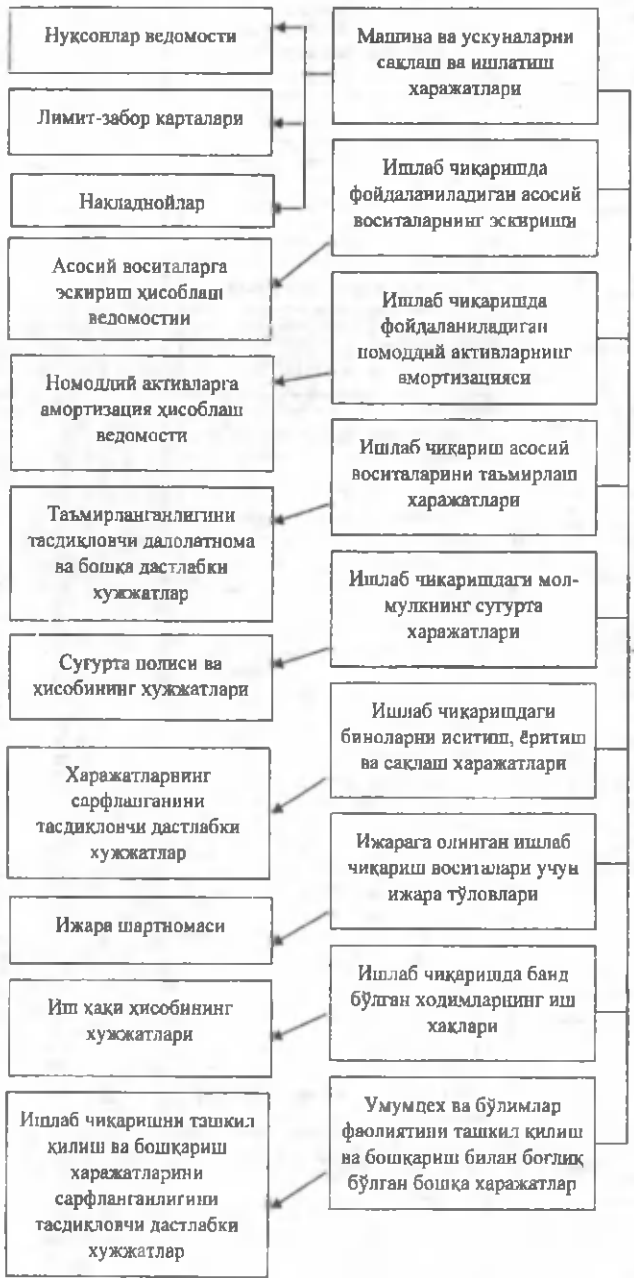 Нуқсонлар ведомости
Лимит-забор карталари
Накладнойлар
Асосий воситаларга
эскириш ҳисоблаш
ведомостии
Номоддий активларга
амортизация ҳисоблаш
ведомости
Таъмирланганлигини
тасдиқловчи далолатнома
ва бошқа дастлабки
хужжатлар
Суғурта полиси ва
ҳисобининг хужжатлари
Харажатларнинг
сарфлашганини
тасдиқловчи дастлабки
хужжатлар
Ижара шартномаси
Иш ҳақи ҳисобининг
хужжатлари
Ишлаб чиқаришни ташкил
қилиш ва бошқариш
харажатларини
сарфланганлигини
тасдиқловчи дастлабки
хужжатлар
Машина ва ускуналарни
сақлаш ва ишлатиш
ҳаражатлари
Ишлаб чиқаришда
фойдаланиладиган асосий
воситаларнинг эскириши
Ишлаб чиқаришда
фойдаланиладиган
номоддий активларнинг
амортизацияси
Ишлаб чиқариш асосий
воситаларини таъмирлаш
харажатлари
Ишлаб чиқаришдаги мол-
мулкнинг суғурта
харажатлари
Ишлаб чиқаришдаги
биноларни иситиш, ёритиш
ва сақлаш харажатлари
Ижарага олинган ишлаб
чиқариш воситалари учун
ижара тўловлари
Ишлаб чиқаришда банд
бўлган ходимларнинг иш
хақлари
Умумцех ва бўлимлар
фаолиятини ташкил қилиш
ва бошқариш билан боғлиқ
бўлган бошқа харажатлар